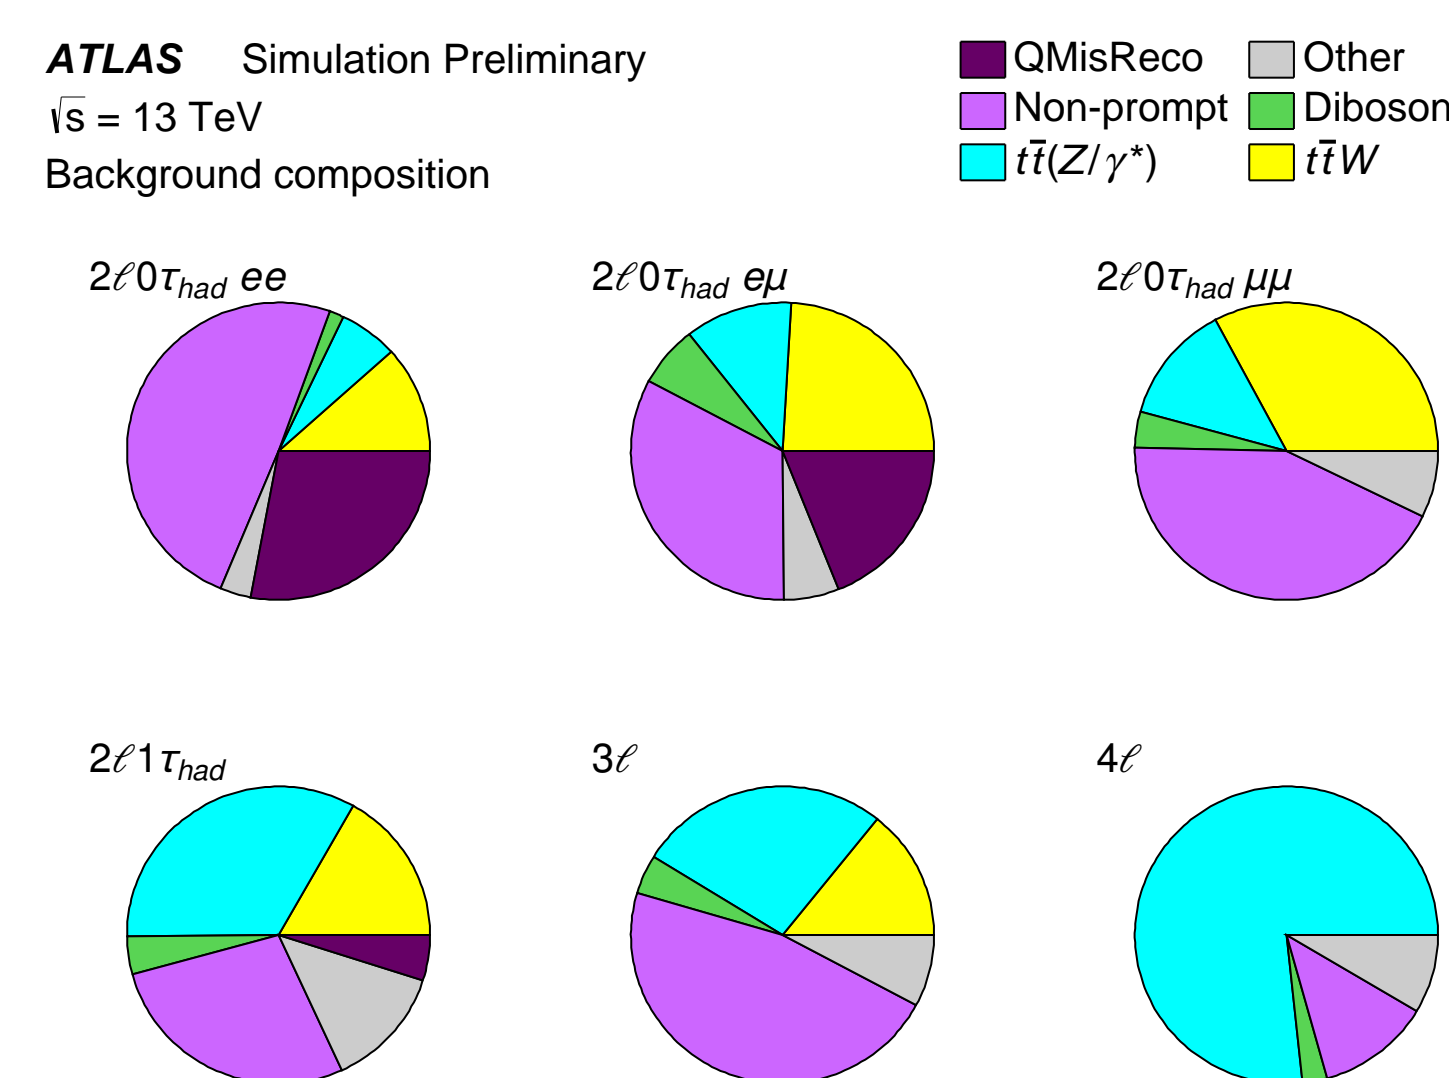 ATLAS Simulation Preliminary
√s = 13 TeV
Background composition
QMisReco Other
Non-prompt Diboson
tt̄(Z/γ*) tt̄W
2ℓ0τhad ee
2ℓ0τhad eμ
2ℓ0τhad μμ
2ℓ1τhad
3ℓ
4ℓ